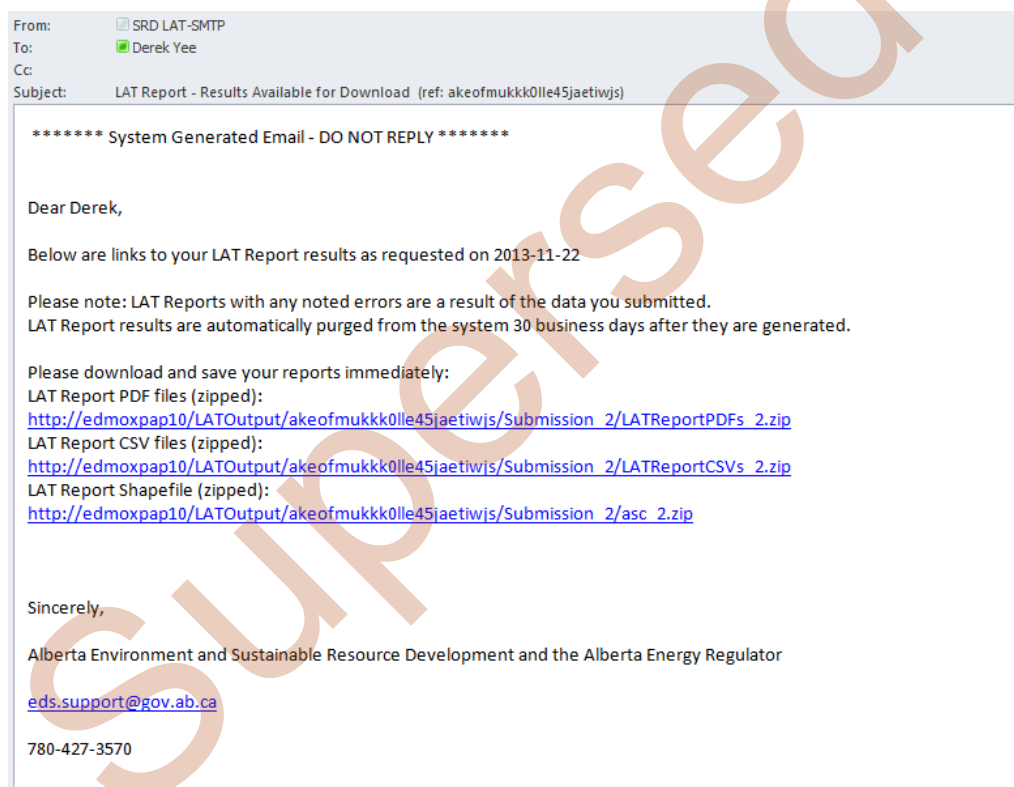 From: SRD LAT-SMTP
To: Derek Yee
Cc:
Subject: LAT Report - Results Available for Download (ref: akeofmukkk0lle45jaetiwjs)
******* System Generated Email - DO NOT REPLY *******
Dear Derek,
Below are links to your LAT Report results as requested on 2013-11-22
Please note: LAT Reports with any noted errors are a result of the data you submitted.
LAT Report results are automatically purged from the system 30 business days after they are generated.
Please download and save your reports immediately:
LAT Report PDF files (zipped):
http://edmoxpap10/LATOutput/akeofmukkk0lle45jaetiwjs/Submission_2/LATReportPDFs_2.zip
LAT Report CSV files (zipped):
http://edmoxpap10/LATOutput/akeofmukkk0lle45jaetiwjs/Submission_2/LATReportCSVs_2.zip
LAT Report Shapefile (zipped):
http://edmoxpap10/LATOutput/akeofmukkk0lle45jaetiwjs/Submission_2/asc_2.zip
Sincerely,
Alberta Environment and Sustainable Resource Development and the Alberta Energy Regulator
eds.support@gov.ab.ca
780-427-3570
Supersed